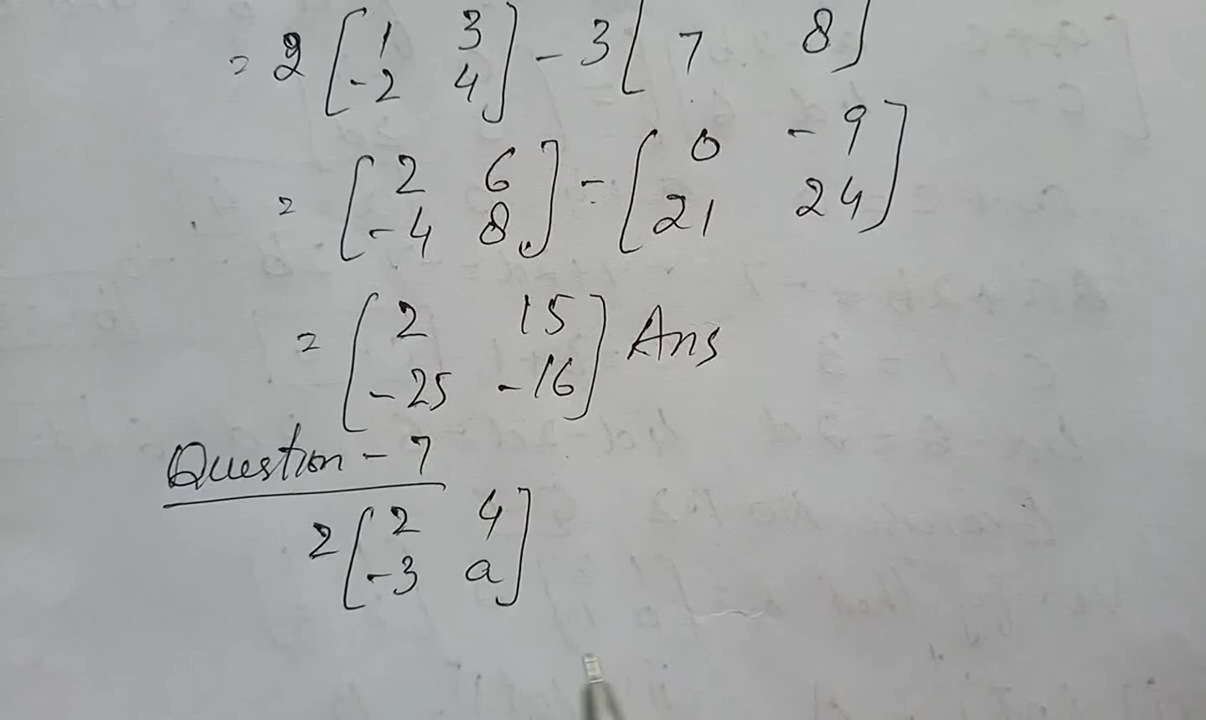 = 2 [ 1 3 ] - 3 [ 7 8 ]
-2 4
= [ 2 6 ] - [ 0 -9 ]
-4 8 21 24
= [ 2 15 ] Ans
-25 -16
Question - 7
2 [ 2 4 ]
-3 a